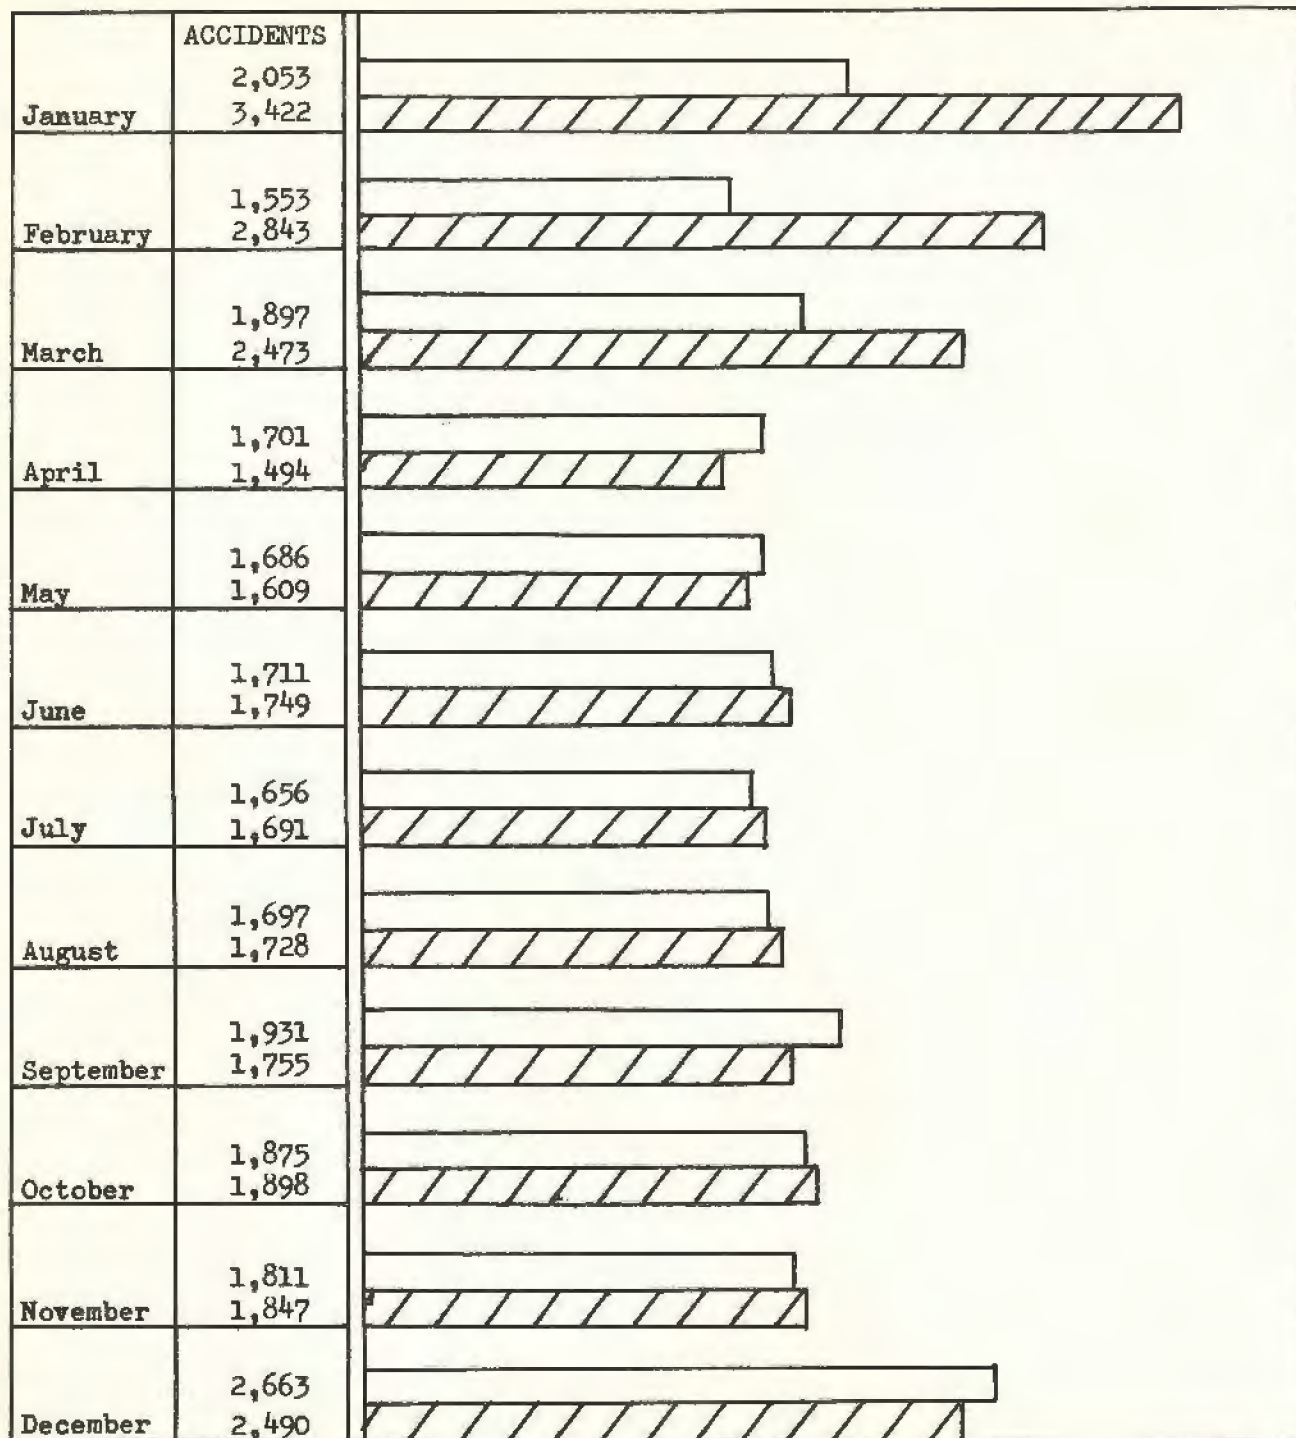 ACCIDENTS
2,053
January 3,422
1,553
February 2,843
1,897
March 2,473
1,701
April 1,494
1,686
May 1,609
1,711
June 1,749
1,656
July 1,691
1,697
August 1,728
1,931
September 1,755
1,875
October 1,898
1,811
November 1,847
2,663
December 2,490